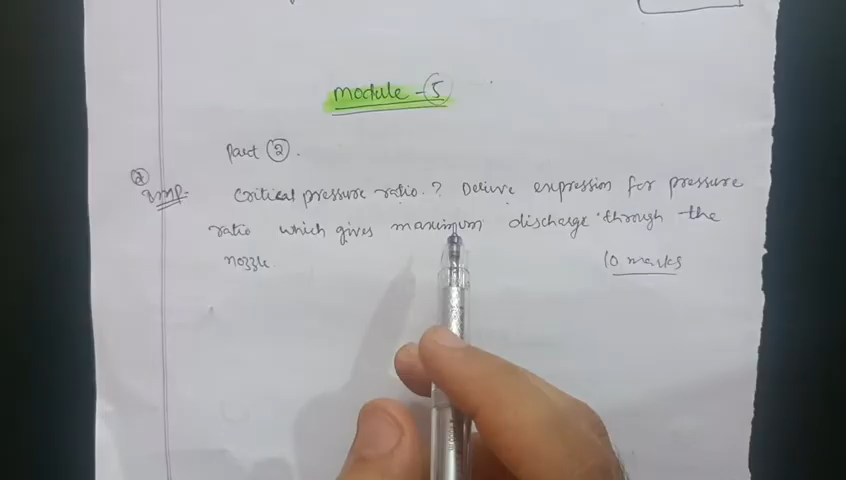 Module - 5
Part 2.
2
IMP. Critical pressure ratio. ? Derive expression for pressure
ratio which gives maximum discharge through the
nozzle. 10 marks